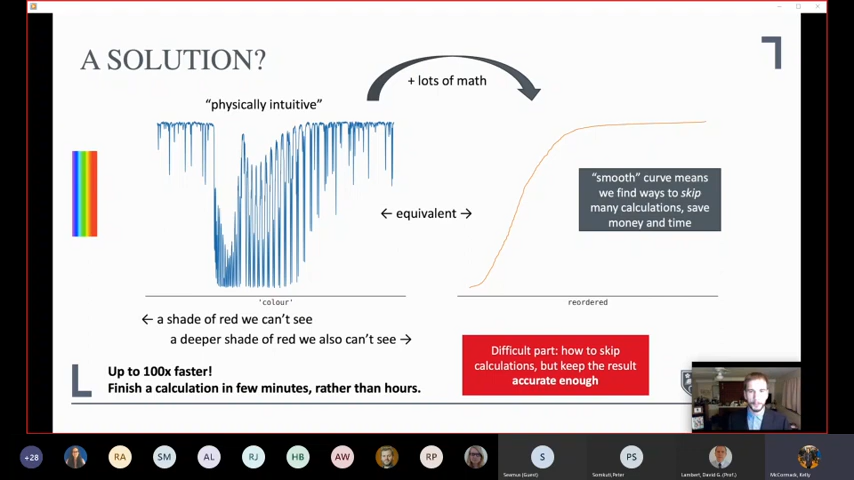 A SOLUTION?
+ lots of math
“physically intuitive”
“smooth” curve means
we find ways to skip
many calculations, save
money and time
← equivalent →
'colour'
reordered
← a shade of red we can’t see
a deeper shade of red we also can’t see →
Difficult part: how to skip
calculations, but keep the result
accurate enough
Up to 100x faster!
Finish a calculation in few minutes, rather than hours.
+28
RA
SM
AL
RJ
HB
AW
RP
S
PS
Seamus (Guest)
Somkuti, Peter
Lambert, David G. (Prof.)
McCormack, Kelly